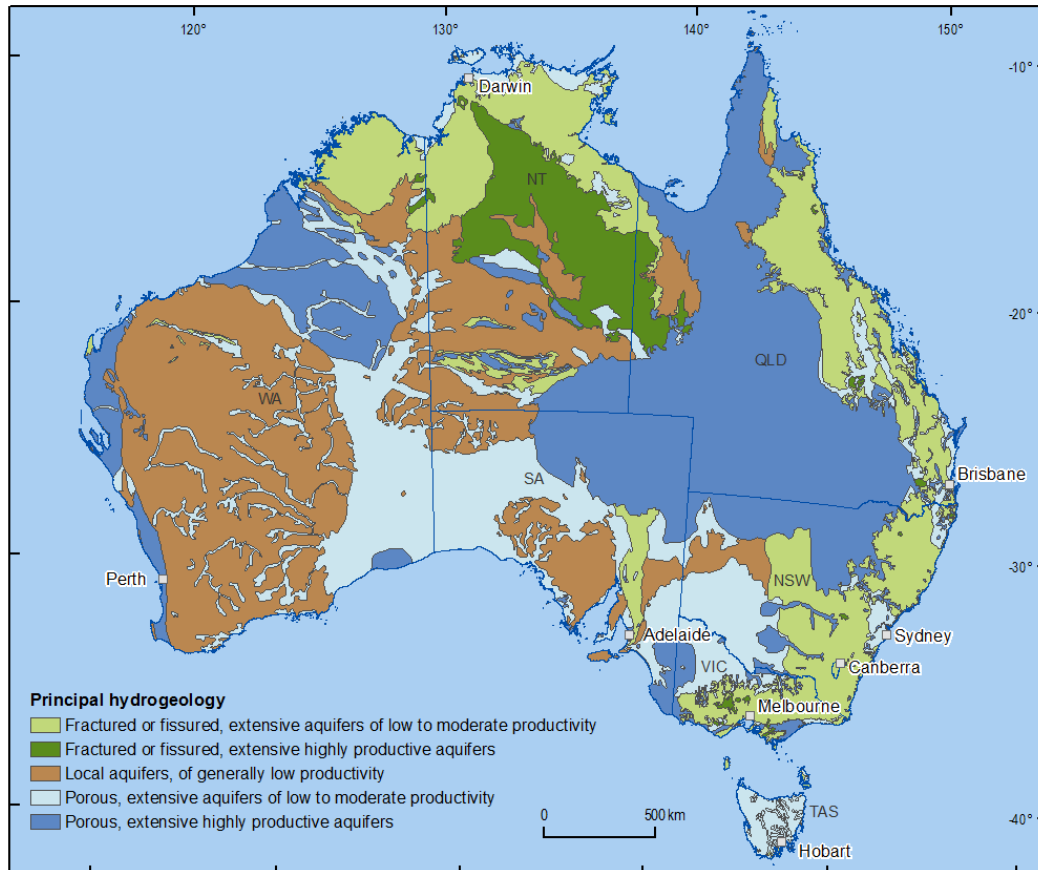 120° 130° 140° 150°
-10°
Darwin
NT
-20°
QLD
WA
SA
Brisbane
-30°
Perth
NSW
Adelaide
Sydney
Canberra
VIC
Melbourne
Principal hydrogeology
Fractured or fissured, extensive aquifers of low to moderate productivity
Fractured or fissured, extensive highly productive aquifers
Local aquifers, of generally low productivity
Porous, extensive aquifers of low to moderate productivity
Porous, extensive highly productive aquifers
0 500 km
TAS
-40°
Hobart